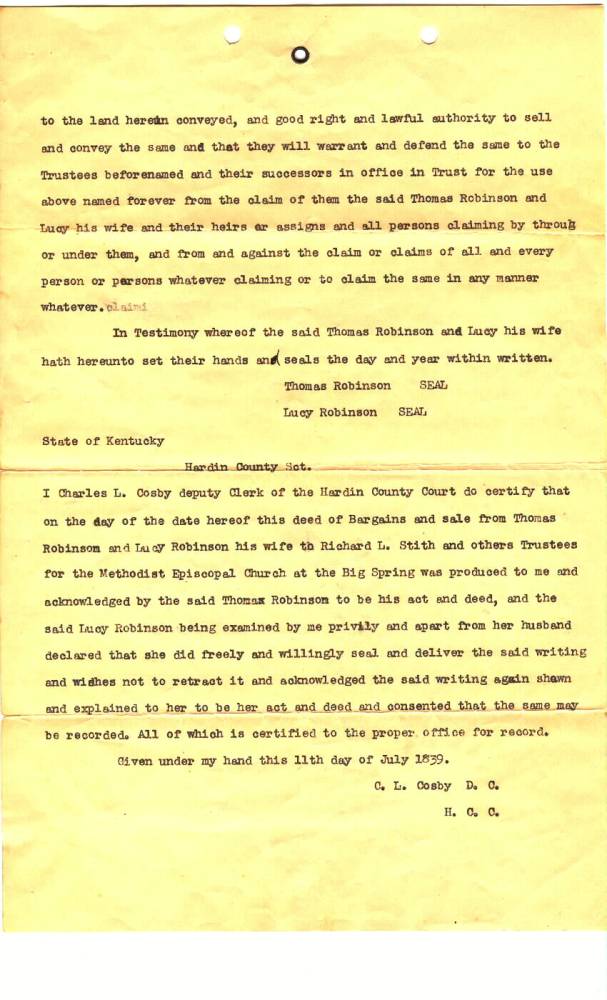 to the land herein conveyed, and good right and lawful authority to sell
and convey the same and that they will warrant and defend the same to the
Trustees beforenamed and their successors in office in Trust for the use
above named forever from the claim of them the said Thomas Robinson and
Lucy his wife and their heirs or assigns and all persons claiming by throug
or under them, and from and against the claim or claims of all and every
person or persons whatever claiming or to claim the same in any manner
whatever.claimi
In Testimony whereof the said Thomas Robinson and Lucy his wife
hath hereunto set their hands and seals the day and year within written.
Thomas Robinson SEAL
Lucy Robinson SEAL
State of Kentucky
Hardin County Sct.
I Charles L. Cosby deputy Clerk of the Hardin County Court do certify that
on the day of the date hereof this deed of Bargains and sale from Thomas
Robinson and Lucy Robinson his wife to Richard L. Stith and others Trustees
for the Methodist Episcopal Church at the Big Spring was produced to me and
acknowledged by the said Thomas Robinson to be his act and deed, and the
said Lucy Robinson being examined by me privily and apart from her husband
declared that she did freely and willingly seal and deliver the said writing
and wishes not to retract it and acknowledged the said writing again shown
and explained to her to be her act and deed and consented that the same may
be recorded. All of which is certified to the proper office for record.
Given under my hand this 11th day of July 1839.
C. L. Cosby D. C.
H. C. C.